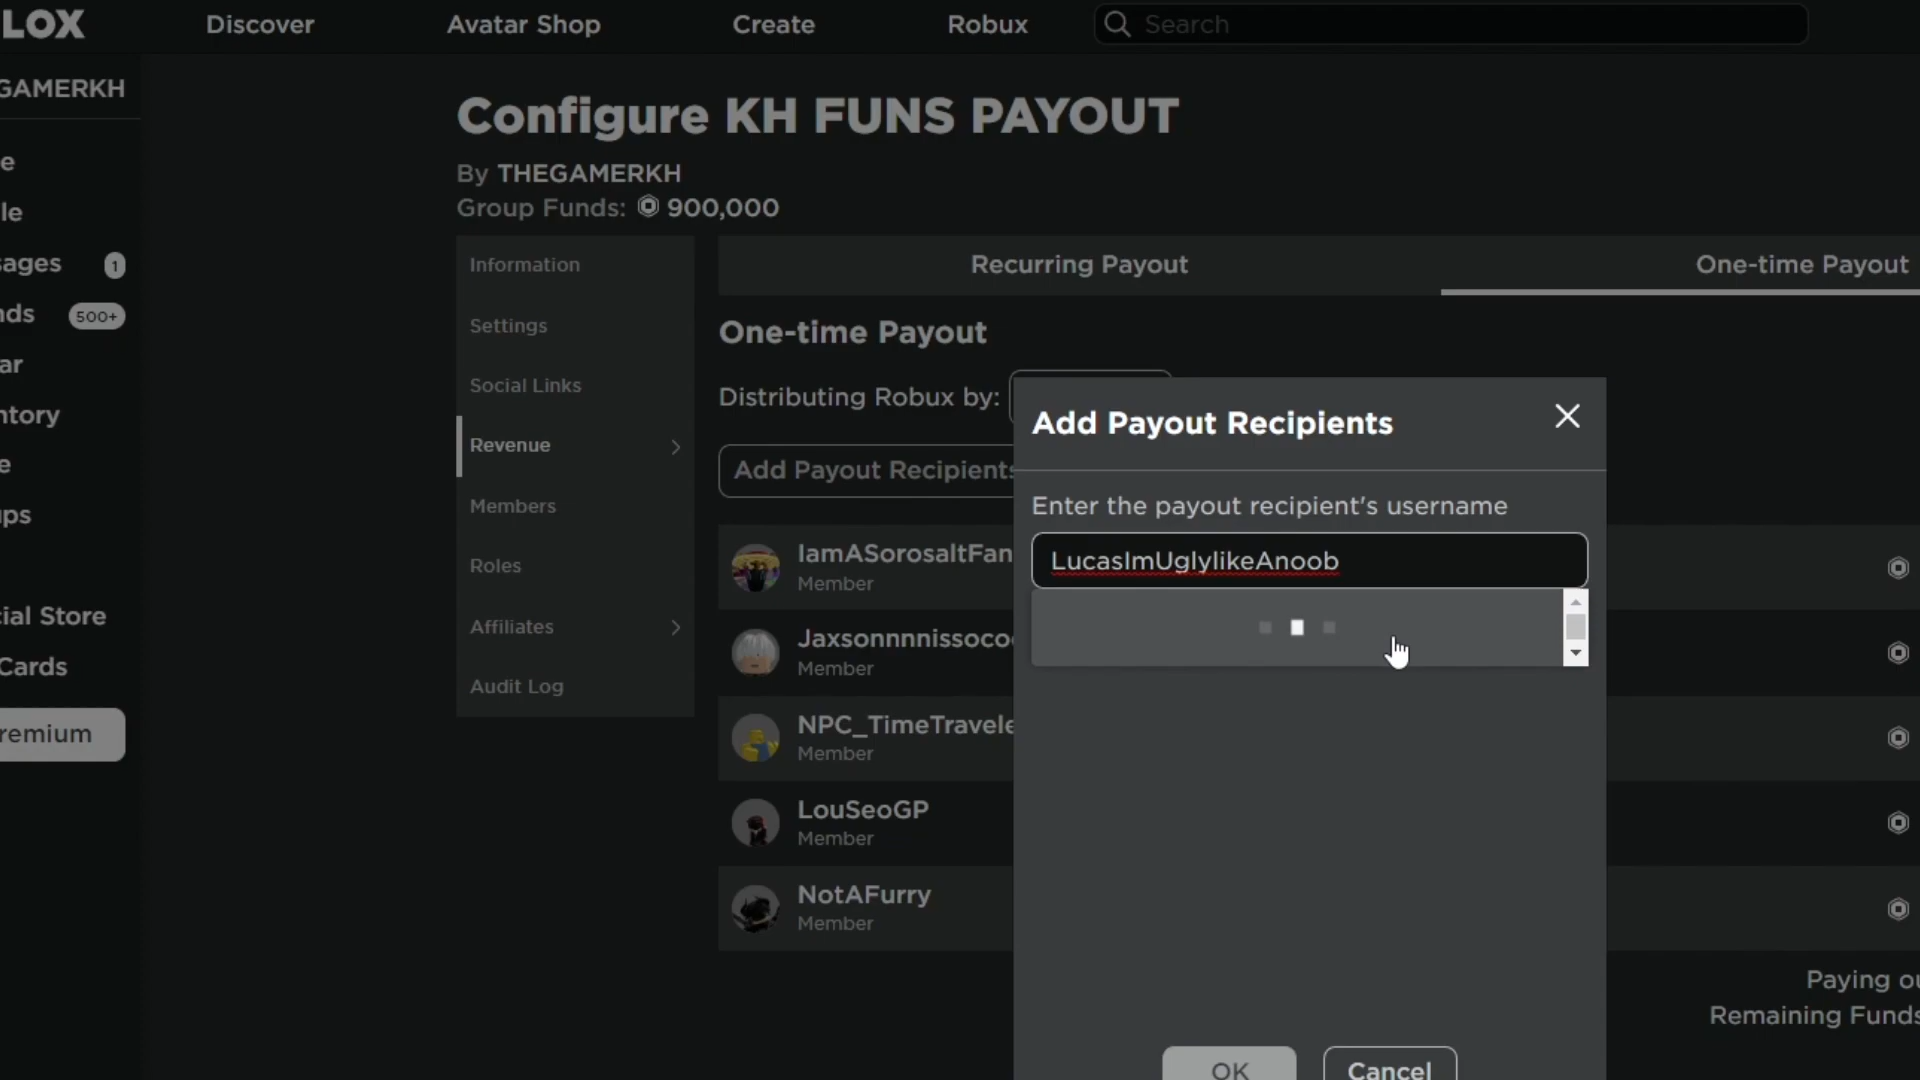 LOX
Discover
Avatar Shop
Create
Robux
Search
GAMERKH
e
le
sages
1
nds
500+
ar
ntory
e
ps
cial Store
Cards
remium
Configure KH FUNS PAYOUT
By THEGAMERKH
Group Funds: 900,000
Information
Settings
Social Links
Revenue
Members
Roles
Affiliates
Audit Log
Recurring Payout
One-time Payout
One-time Payout
Distributing Robux by:
Add Payout Recipients
IamASorosaltFan
Member
Jaxsonnnnissocoo
Member
NPC_TimeTravele
Member
LouSeoGP
Member
NotAFurry
Member
Add Payout Recipients
Enter the payout recipient's username
LucasImUglylikeAnoob
OK
Cancel
Paying ou
Remaining Funds